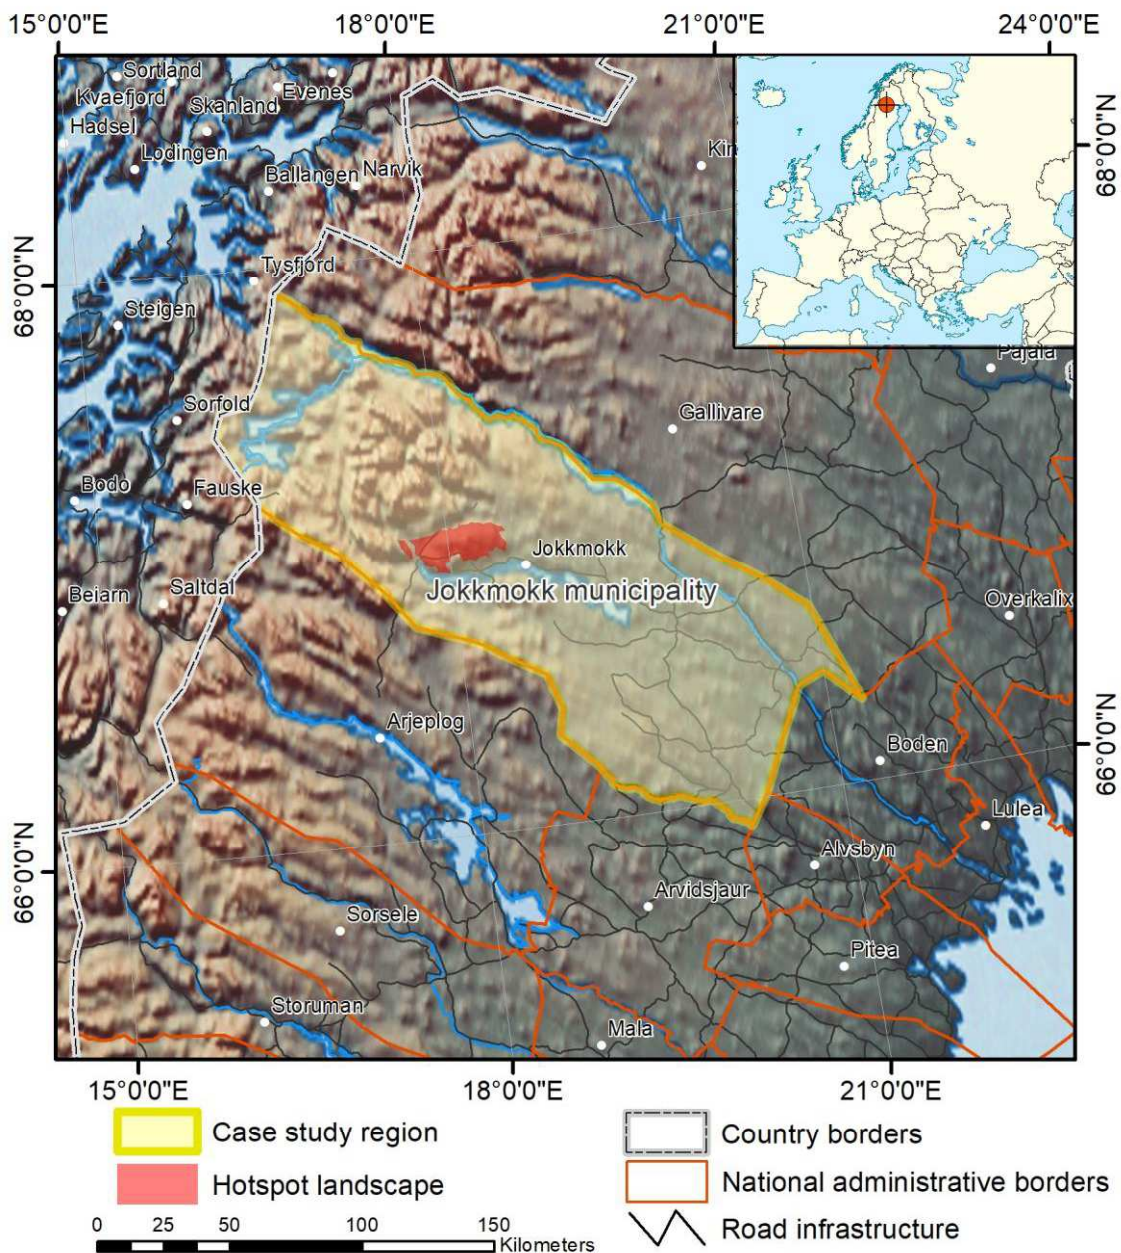 15°0'0"E 18°0'0"E 21°0'0"E 24°0'0"E
Sortland
Kvaefjord
Skanland
Evenes
Hadsel
Lodingen
Ballangen
Narvik
68°0'0"N
Tysfjord
68°0'0"N
Steigen
Pajala
Sorfold
Gallivare
Bodo
Fauske
Jokkmokk
Jokkmokk municipality
Saltdal
Beiarn
Overkalix
Arjeplog
Boden
66°0'0"N
Lulea
Alvsbyn
66°0'0"N
Arvidsjaur
Sorsele
Pitea
Storuman
Mala
15°0'0"E 18°0'0"E 21°0'0"E
Case study region
Country borders
Hotspot landscape
National administrative borders
0 25 50 100 150
Kilometers
Road infrastructure